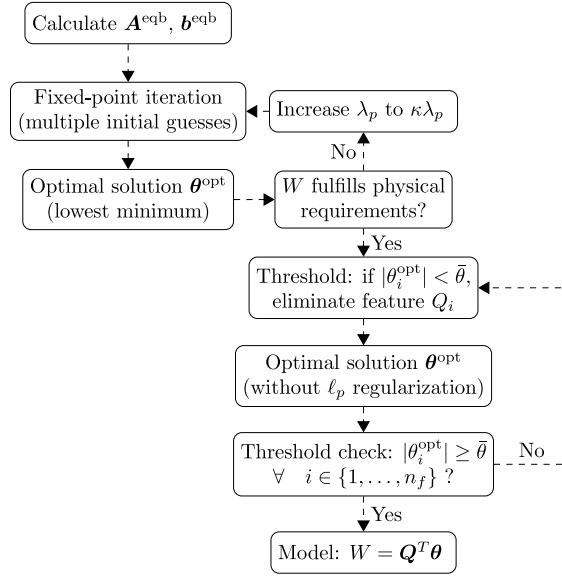 Calculate A^eqb, b^eqb
Fixed-point iteration
(multiple initial guesses)
Increase λ_p to κλ_p
No
Optimal solution θ^opt
(lowest minimum)
W fulfills physical
requirements?
Yes
Threshold: if |θ_i^opt| < θ̄,
eliminate feature Q_i
Optimal solution θ^opt
(without ℓ_p regularization)
Threshold check: |θ_i^opt| ≥ θ̄
∀ i ∈ {1, . . . , n_f} ?
No
Yes
Model: W = Q^T θ